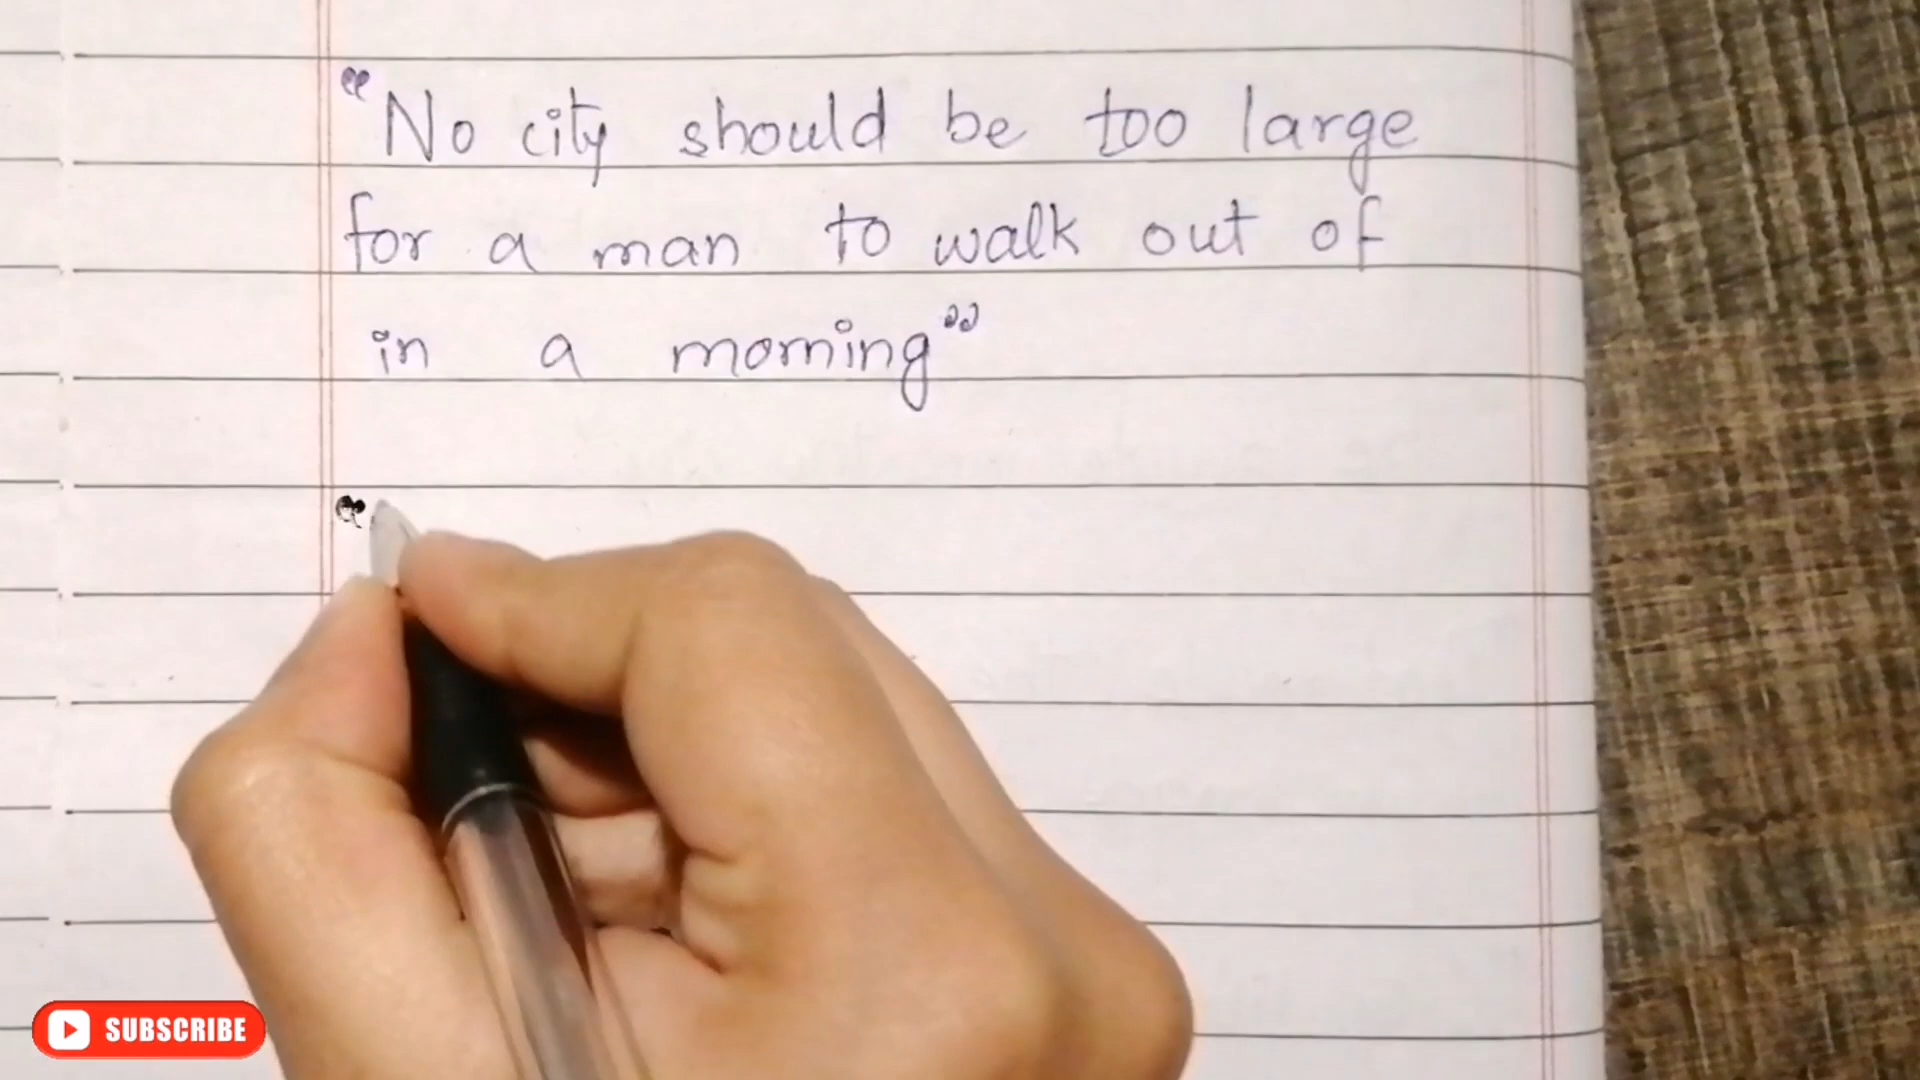 “No city should be too large
for a man to walk out of
in a morning”
“
SUBSCRIBE